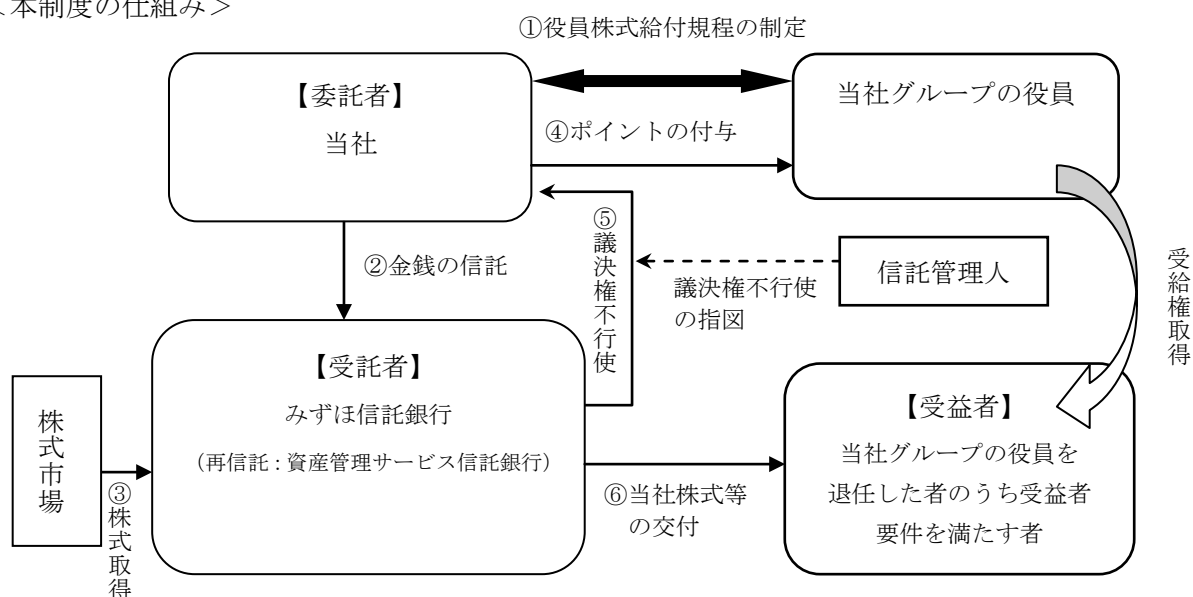 本制度の仕組み＞
①役員株式給付規程の制定
【委託者】
当社
当社グループの役員
④ポイントの付与
②金銭の信託
⑤議決権不行使
議決権不行使
の指図
信託管理人
受給権取得
【受託者】
みずほ信託銀行
（再信託：資産管理サービス信託銀行）
株式市場
③株式取得
⑥当社株式等
の交付
【受益者】
当社グループの役員を
退任した者のうち受益者
要件を満たす者